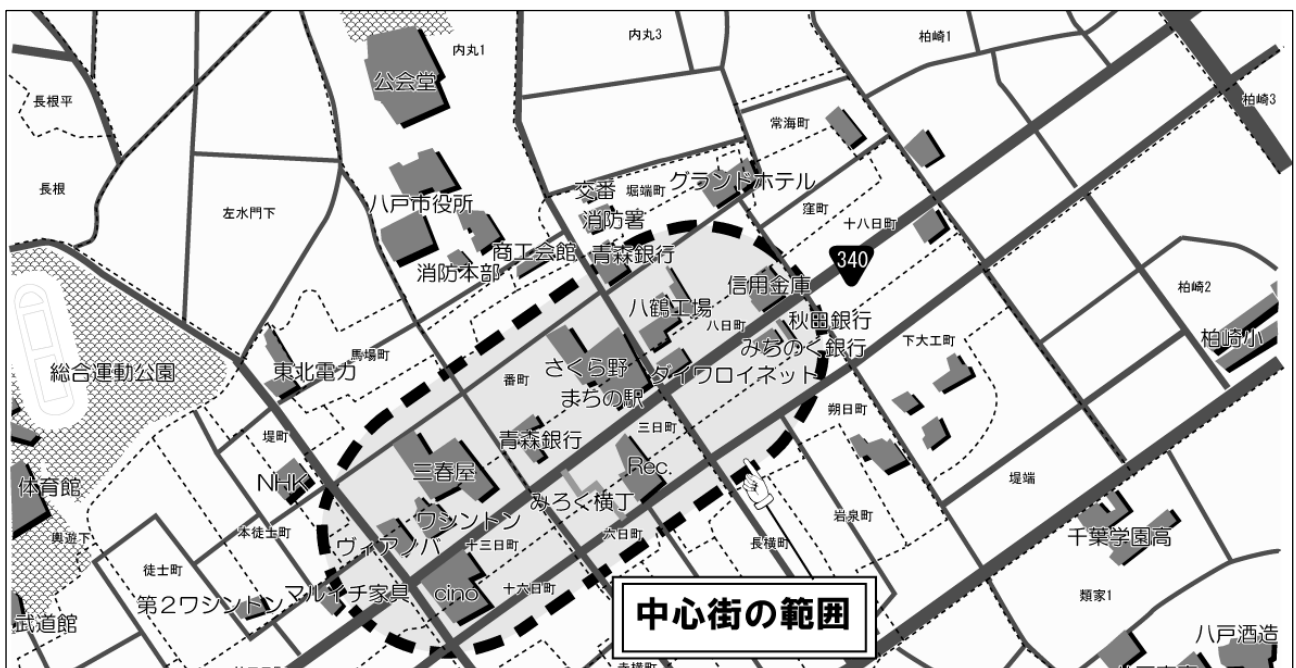 内丸1
内丸3
柏崎1
公会堂
長根平
柏崎3
常海町
長根
交番
堀端町
グランドホテル
八戸市役所
左水門下
消防署
窪町
十八日町
商工会館
青森銀行
消防本部
340
信用金庫
柏崎2
八鶴工場
八日町
秋田銀行
みちのく銀行
下大工町
柏崎小
馬場町
東北電力
総合運動公園
番町
さくら野
ダイワロイネット
まちの駅
朔日町
三日町
堤町
青森銀行
三春屋
Rec.
NHK
体育館
堤端
みろく横丁
ワシントン
岩泉町
本徒士町
六日町
長横町
千葉学園高
輿遊下
ヴィアノバ
十三日町
徒士町
マルイチ家具
cino
十六日町
第2ワシントン
類家1
中心街の範囲
武道館
八戸酒造